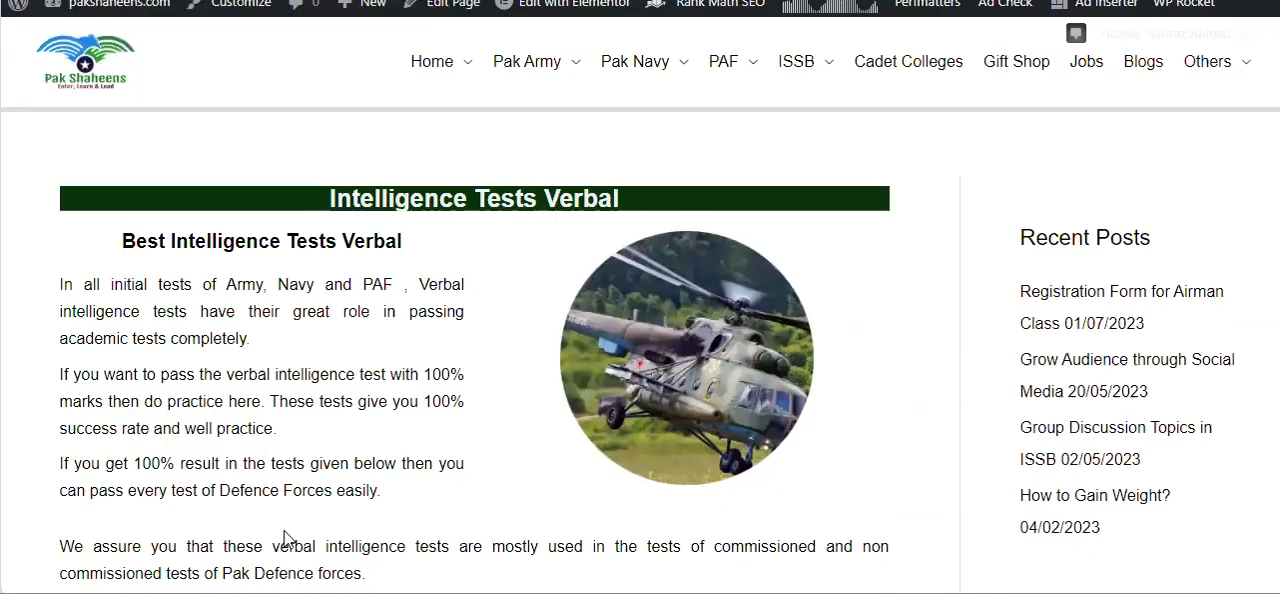 pakshaheens.com Customize 0 New Edit Page Edit with Elementor Rank Math SEO Perimatters Ad Check Ad Inserter WP Rocket
Howdy, Sarfraz Ahmad
Pak Shaheens
Enter, Learn & Lead
Home Pak Army Pak Navy PAF ISSB Cadet Colleges Gift Shop Jobs Blogs Others
Intelligence Tests Verbal
Best Intelligence Tests Verbal
In all initial tests of Army, Navy and PAF , Verbal
intelligence tests have their great role in passing
academic tests completely.
If you want to pass the verbal intelligence test with 100%
marks then do practice here. These tests give you 100%
success rate and well practice.
If you get 100% result in the tests given below then you
can pass every test of Defence Forces easily.
We assure you that these verbal intelligence tests are mostly used in the tests of commissioned and non
commissioned tests of Pak Defence forces.
Recent Posts
Registration Form for Airman
Class 01/07/2023
Grow Audience through Social
Media 20/05/2023
Group Discussion Topics in
ISSB 02/05/2023
How to Gain Weight?
04/02/2023